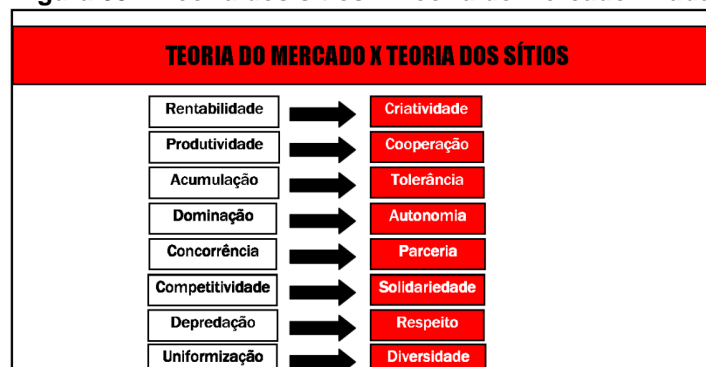 TEORIA DO MERCADO X TEORIA DOS SÍTIOS
Rentabilidade Criatividade
Produtividade Cooperação
Acumulação Tolerância
Dominação Autonomia
Concorrência Parceria
Competitividade Solidariedade
Depredação Respeito
Uniformização Diversidade